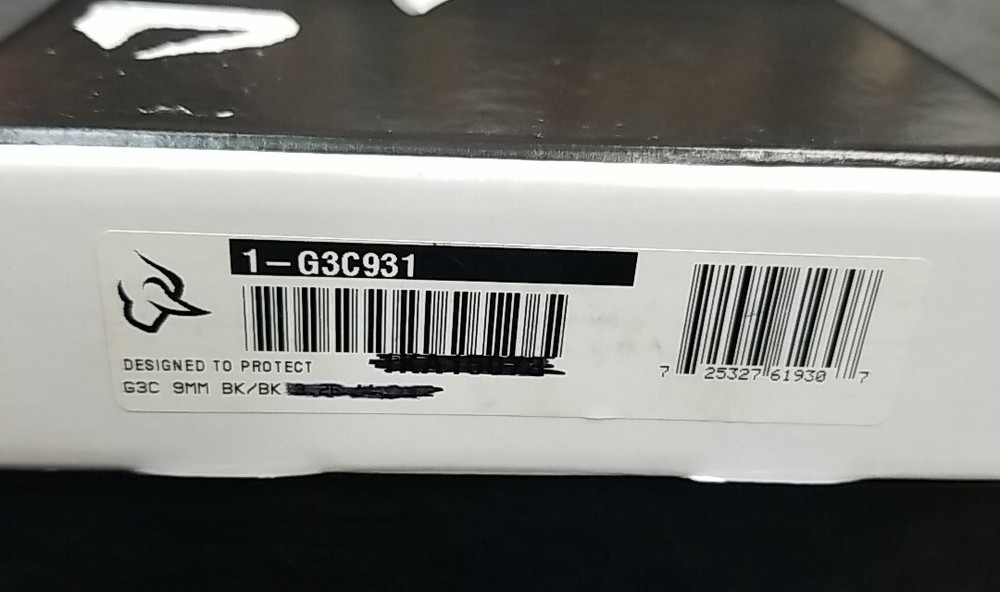 1-G3C931
DESIGNED TO PROTECT
G3C 9MM BK/BK
7 25327 61930 7